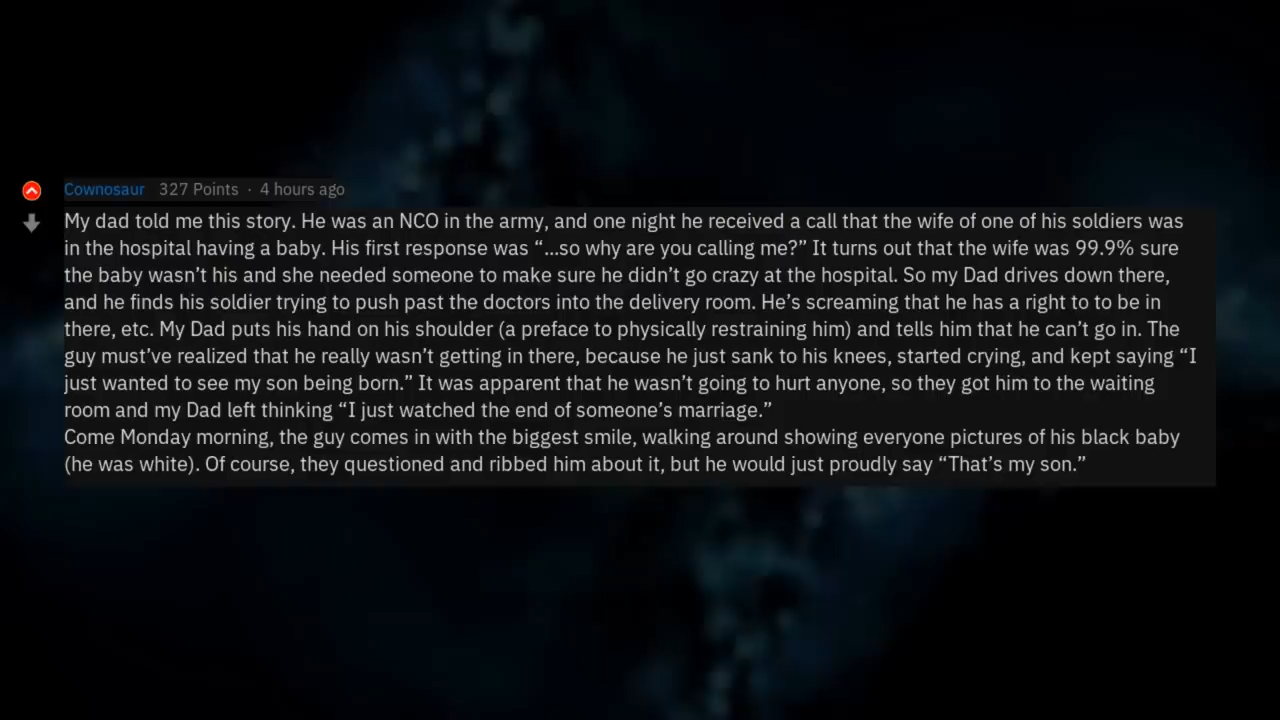 Cownosaur 327 Points · 4 hours ago
My dad told me this story. He was an NCO in the army, and one night he received a call that the wife of one of his soldiers was
in the hospital having a baby. His first response was “...so why are you calling me?” It turns out that the wife was 99.9% sure
the baby wasn’t his and she needed someone to make sure he didn’t go crazy at the hospital. So my Dad drives down there,
and he finds his soldier trying to push past the doctors into the delivery room. He’s screaming that he has a right to to be in
there, etc. My Dad puts his hand on his shoulder (a preface to physically restraining him) and tells him that he can’t go in. The
guy must’ve realized that he really wasn’t getting in there, because he just sank to his knees, started crying, and kept saying “I
just wanted to see my son being born.” It was apparent that he wasn’t going to hurt anyone, so they got him to the waiting
room and my Dad left thinking “I just watched the end of someone’s marriage.”
Come Monday morning, the guy comes in with the biggest smile, walking around showing everyone pictures of his black baby
(he was white). Of course, they questioned and ribbed him about it, but he would just proudly say “That’s my son.”